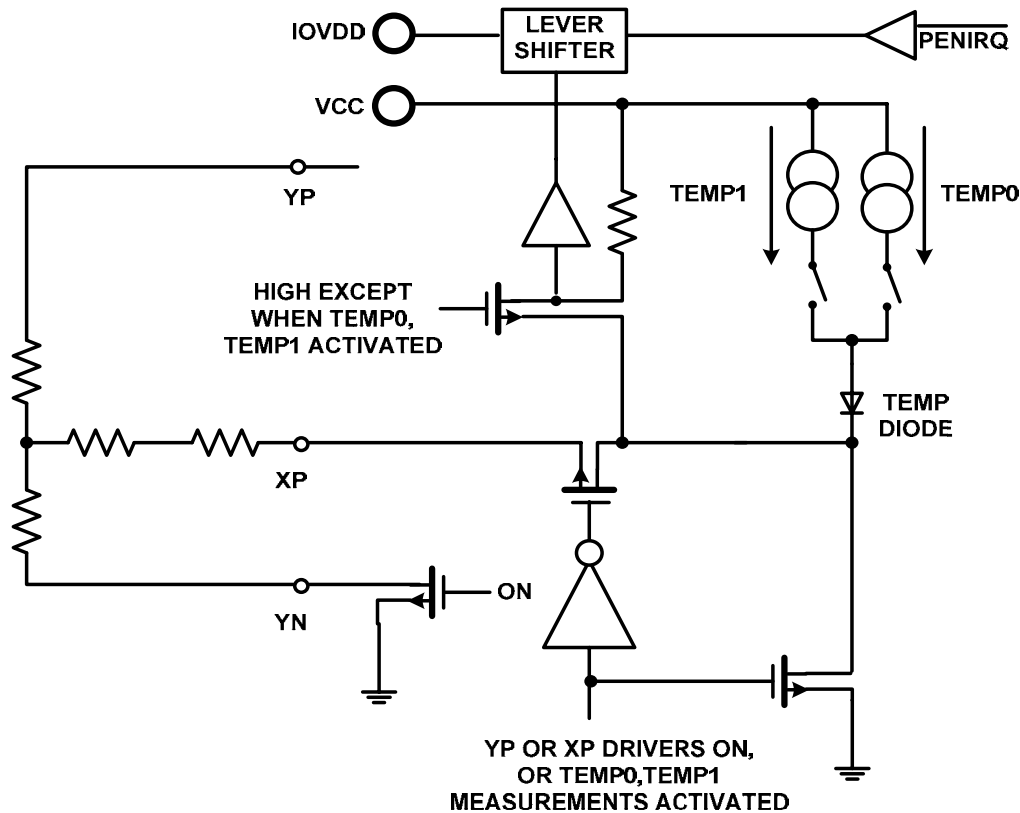 IOVDD
LEVER
SHIFTER
PENIRQ
VCC
YP
TEMP1
TEMP0
HIGH EXCEPT
WHEN TEMP0,
TEMP1 ACTIVATED
TEMP
DIODE
XP
ON
YN
YP OR XP DRIVERS ON,
OR TEMP0,TEMP1
MEASUREMENTS ACTIVATED